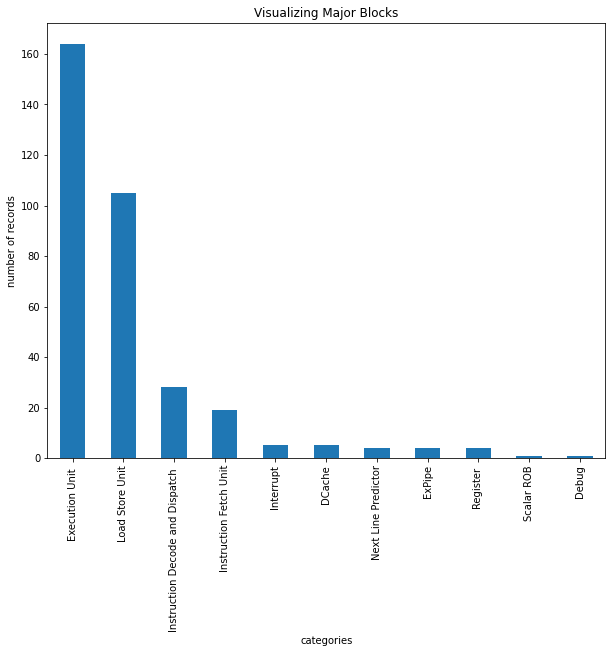 Visualizing Major Blocks
160
140
120
100
80
60
40
20
0
number of records
Execution Unit
Load Store Unit
Instruction Decode and Dispatch
Instruction Fetch Unit
Interrupt
DCache
Next Line Predictor
ExPipe
Register
Scalar ROB
Debug
categories